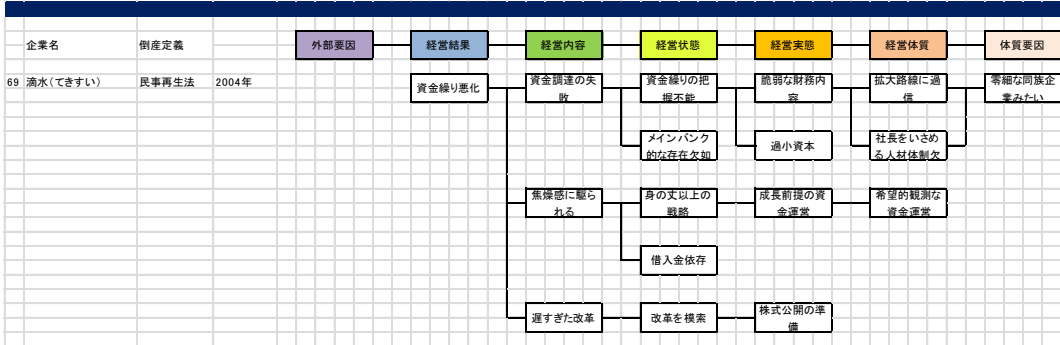 企業名 倒産定義 外部要因 経営結果 経営内容 経営状態 経営実態 経営体質 体質要因
69 滴水(てきすい) 民事再生法 2004年 資金繰り悪化
資金調達の失
敗
資金繰りの把
握不能
脆弱な財務内
容
拡大路線に過
信
零細な同族企
業みたい
メインバンク
的な存在欠如
過小資本
社長をいさめ
る人材体制欠
焦燥感に駆ら
れる
身の丈以上の
戦略
成長前提の資
金運営
希望的観測な
資金運営
借入金依存
遅すぎた改革
改革を模索
株式公開の準
備